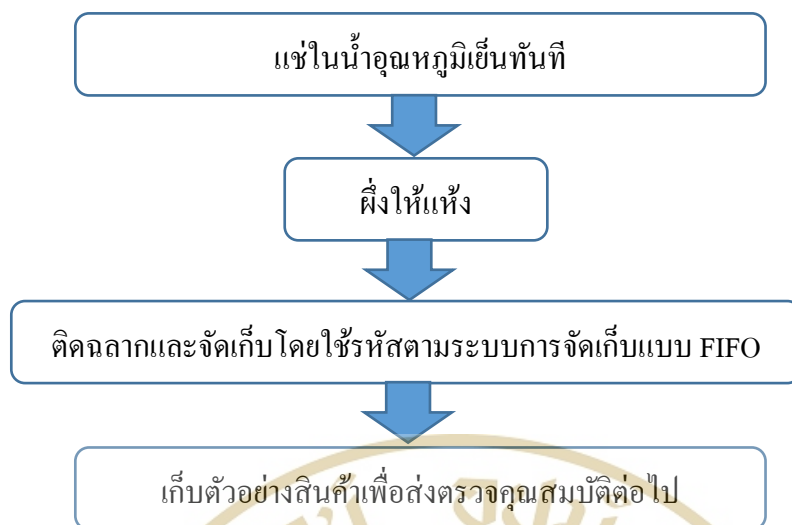 แช่ในน้ำอุณหภูมิเย็นทันที
ผึ่งให้แห้ง
ติดฉลากและจัดเก็บโดยใช้รหัสตามระบบการจัดเก็บแบบ FIFO
เก็บตัวอย่างสินค้าเพื่อส่งตรวจคุณสมบัติต่อไป